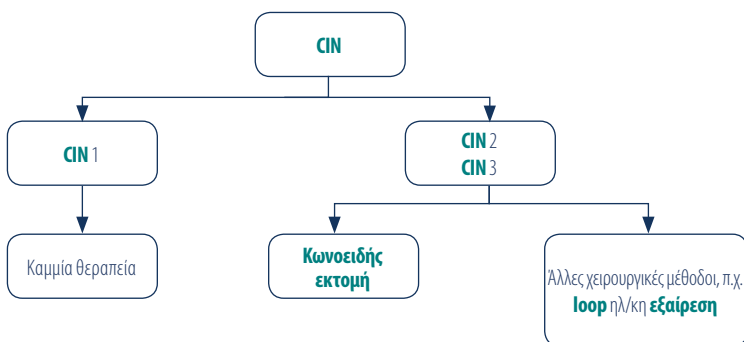 CIN
CIN 1
CIN 2
CIN 3
Καμμία θεραπεία
Κωνοειδής
εκτομή
Άλλες χειρουργικές μέθοδοι, π.χ.
loop ηλ/κη εξαίρεση